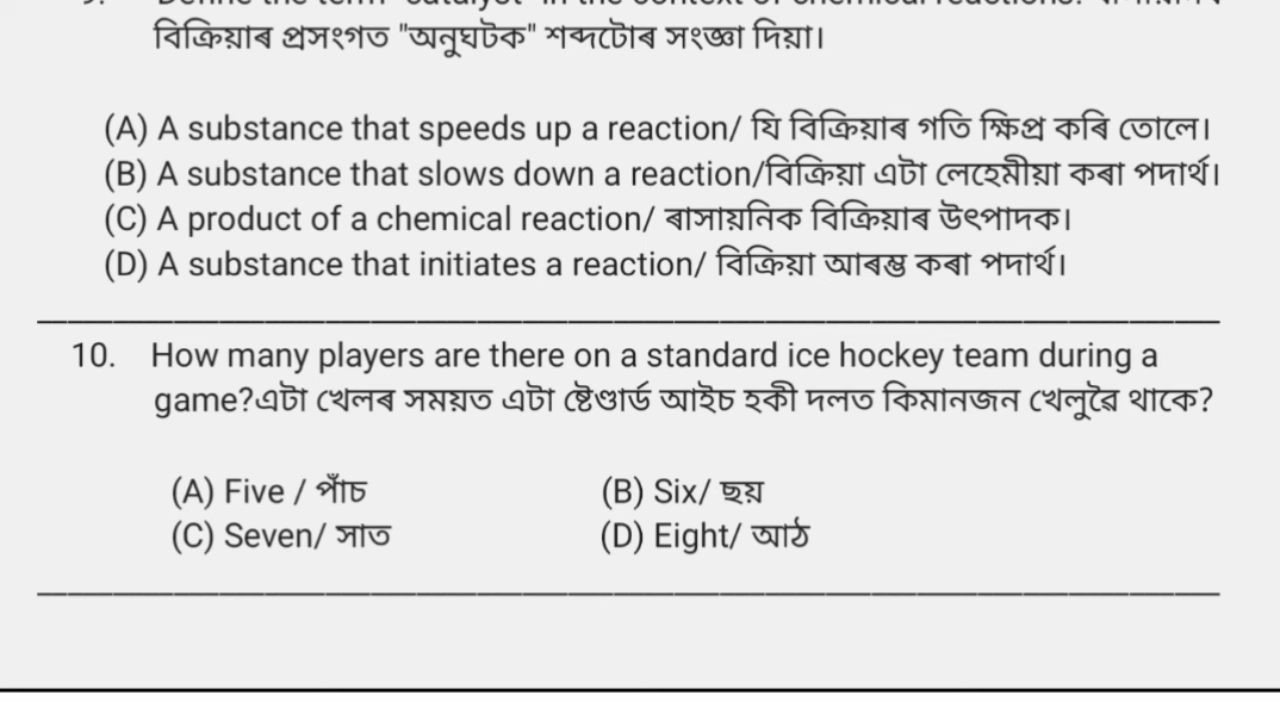 বিক্ৰিয়াৰ প্ৰসংগত "অনুঘটক" শব্দটোৰ সংজ্ঞা দিয়া।
(A) A substance that speeds up a reaction/ যি বিক্ৰিয়াৰ গতি ক্ষিপ্ৰ কৰি তোলে।
(B) A substance that slows down a reaction/বিক্ৰিয়া এটা লেহেমীয়া কৰা পদাৰ্থ।
(C) A product of a chemical reaction/ ৰাসায়নিক বিক্ৰিয়াৰ উৎপাদক।
(D) A substance that initiates a reaction/ বিক্ৰিয়া আৰম্ভ কৰা পদাৰ্থ।
10. How many players are there on a standard ice hockey team during a
game?এটা খেলৰ সময়ত এটা ষ্টেণ্ডাৰ্ড আইচ হকী দলত কিমানজন খেলুৱৈ থাকে?
(A) Five / পাঁচ (B) Six/ ছয়
(C) Seven/ সাত (D) Eight/ আঠ